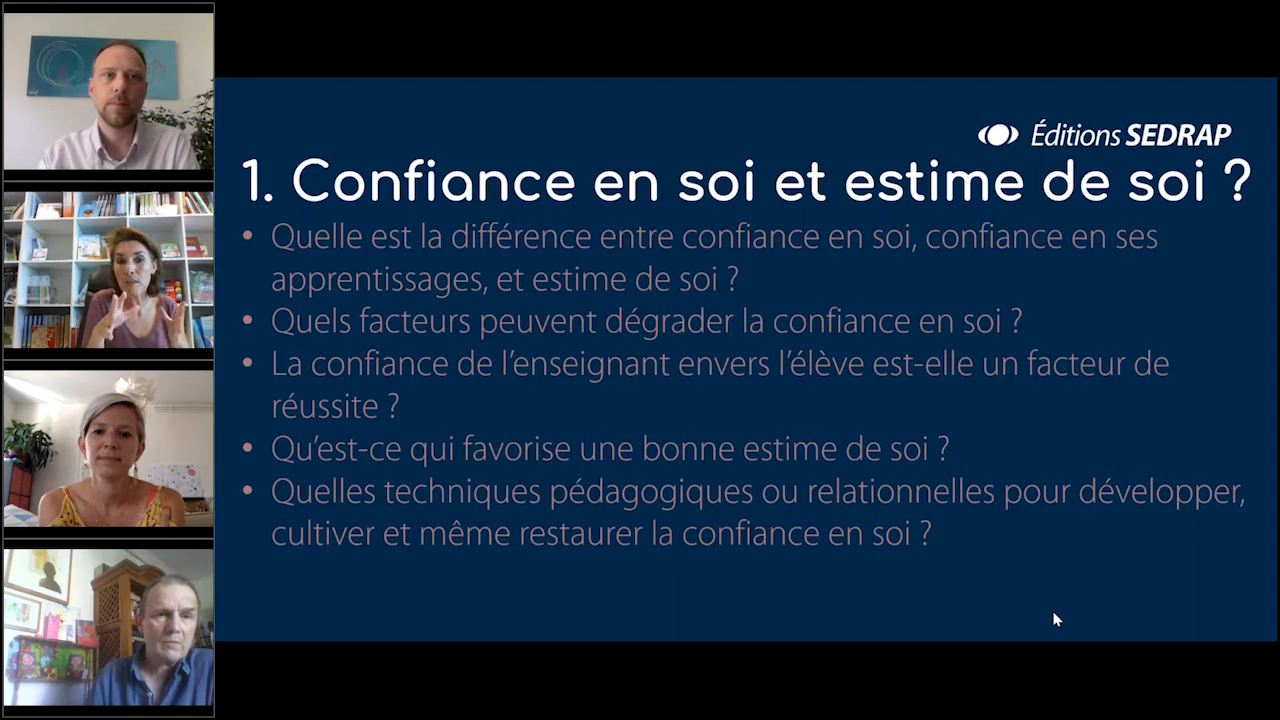 Éditions SEDRAP
1. Confiance en soi et estime de soi ?
• Quelle est la différence entre confiance en soi, confiance en ses
apprentissages, et estime de soi ?
• Quels facteurs peuvent dégrader la confiance en soi ?
• La confiance de l’enseignant envers l’élève est-elle un facteur de
réussite ?
• Qu’est-ce qui favorise une bonne estime de soi ?
• Quelles techniques pédagogiques ou relationnelles pour développer,
cultiver et même restaurer la confiance en soi ?